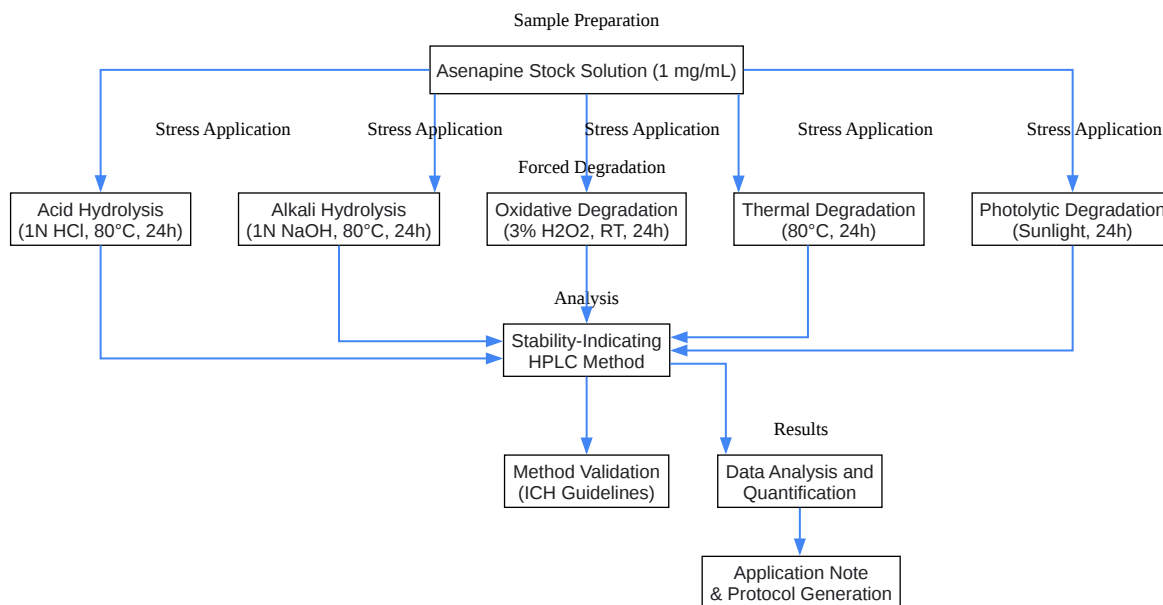 Sample Preparation
Asenapine Stock Solution (1 mg/mL)
Stress Application
Stress Application
Stress Application
Stress Application
Stress Application
Forced Degradation
Acid Hydrolysis
(1N HCl, 80°C, 24h)
Alkali Hydrolysis
(1N NaOH, 80°C, 24h)
Oxidative Degradation
(3% H2O2, RT, 24h)
Thermal Degradation
(80°C, 24h)
Photolytic Degradation
(Sunlight, 24h)
Analysis
Stability-Indicating
HPLC Method
Results
Method Validation
(ICH Guidelines)
Data Analysis and
Quantification
Application Note
& Protocol Generation